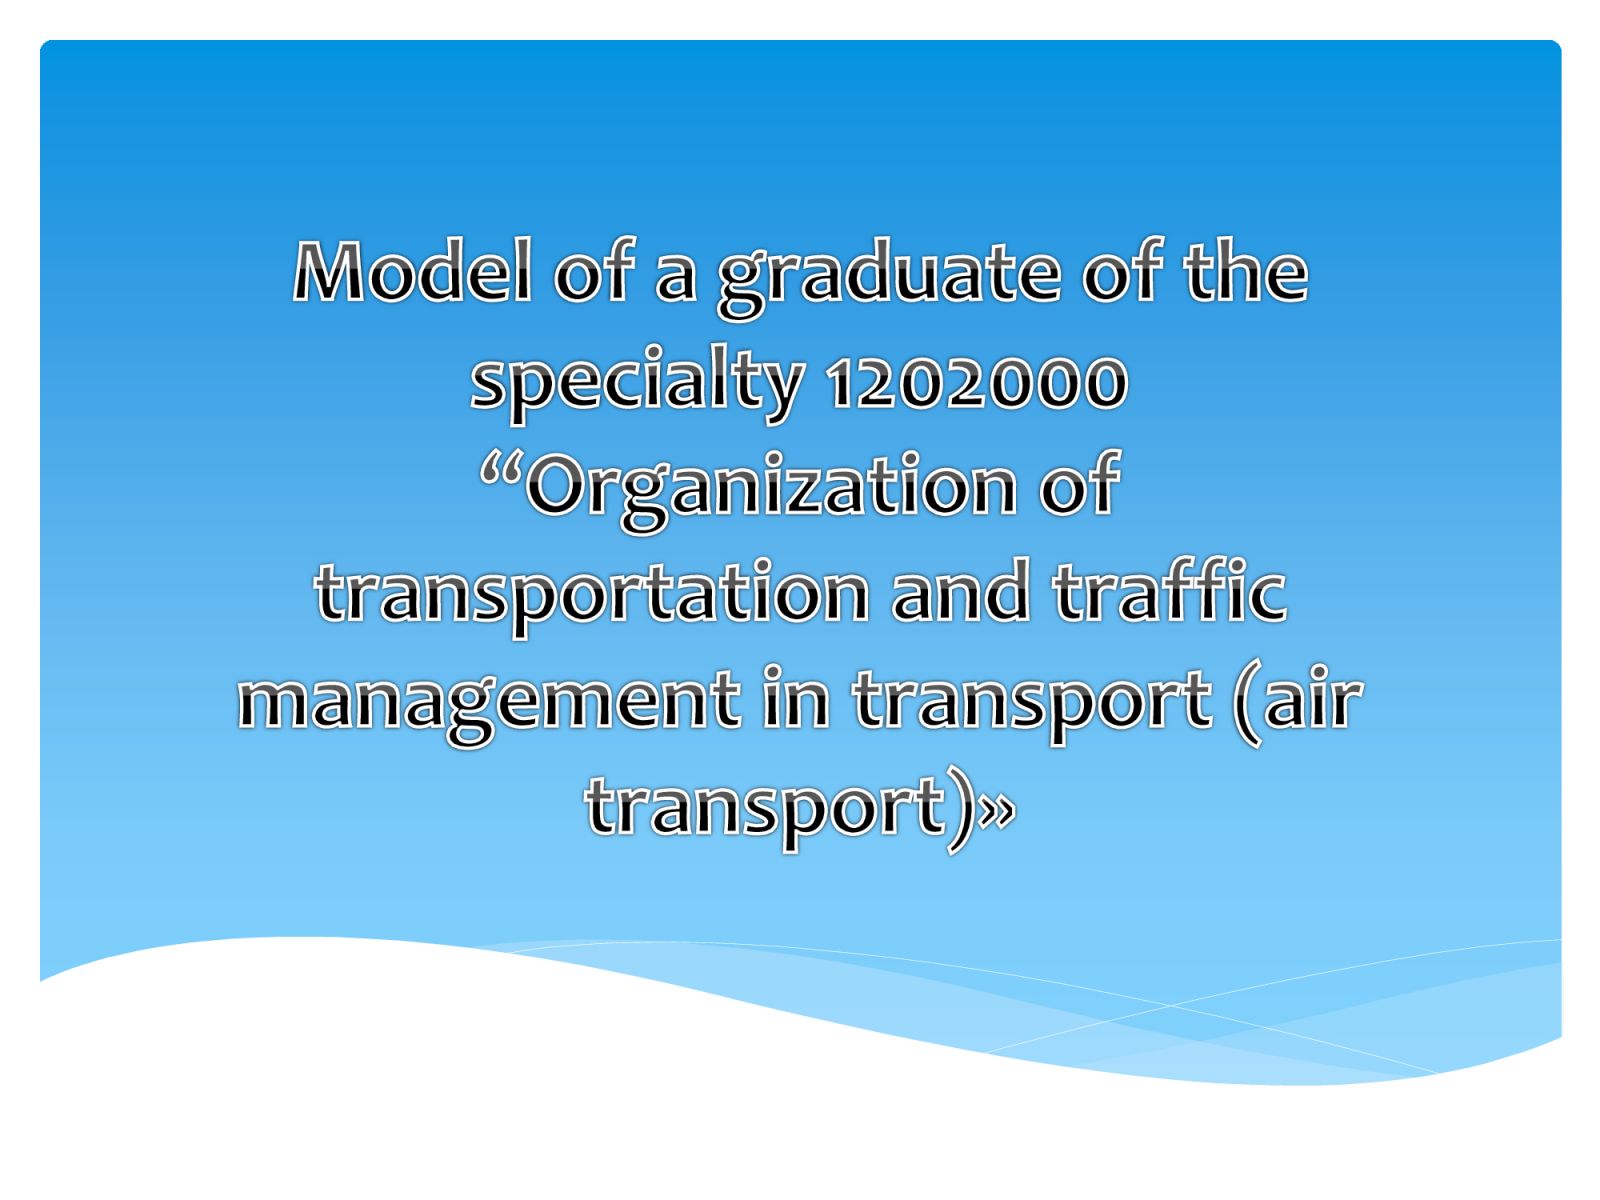 Model of a graduate of the
specialty 1202000
“Organization of
transportation and traffic
management in transport (air
transport)»